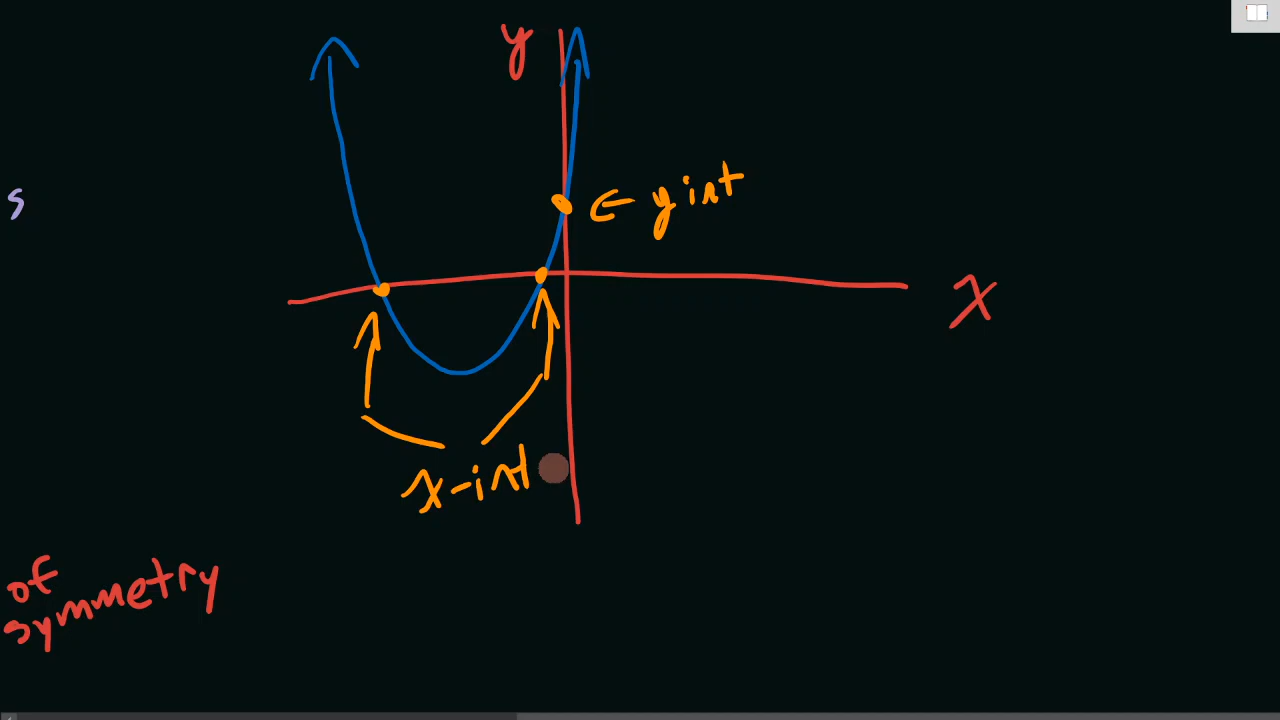 y
s
← y int
x
x-int
of
symmetry